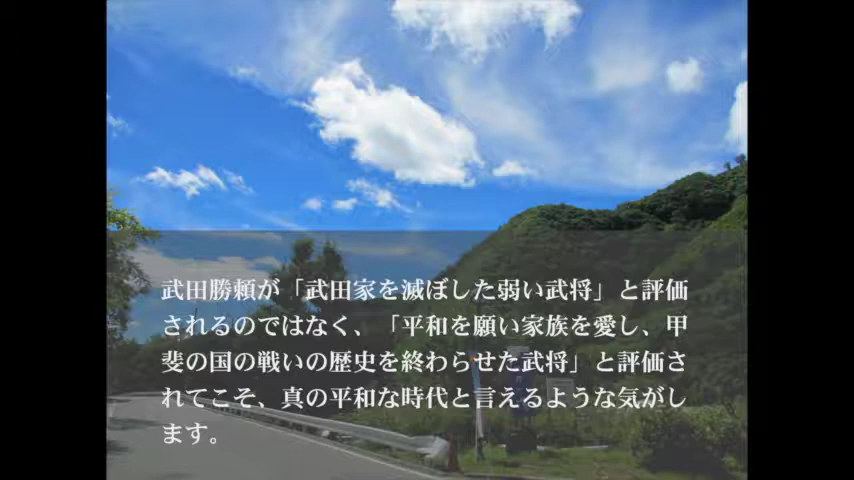 武田勝頼が「武田家を滅ぼした弱い武将」と評価
されるのではなく、「平和を願い家族を愛し、甲
斐の国の戦いの歴史を終わらせた武将」と評価さ
れてこそ、真の平和な時代と言えるような気がし
ます。